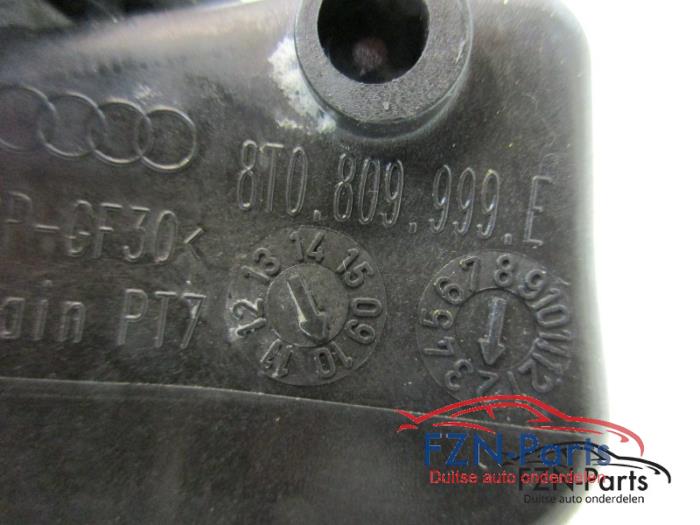 8T0.809.999.E
P-GF30<
ain PT7
13 14 15 09 10 11 12
1 2 3 4 5 6 7 8 9 10 11 12
FZN-Parts
Duitse auto onderdelen
FZN-Parts
Duitse auto onderdelen